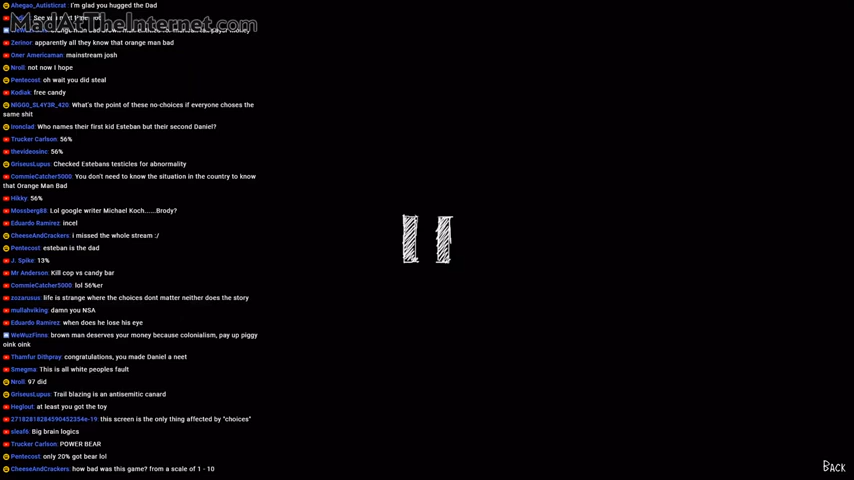 Ahegao_Autisticrat: I'm glad you hugged the Dad
MadAtTheInternet.com
Zerinor: apparently all they know that orange man bad
Oner Americaman: mainstream josh
Nroll: not now I hope
Pentecost: oh wait you did steal
Kodiak: free candy
NIGG0_SL4Y3R_420: What's the point of these no-choices if everyone choses the
same shit
Ironclad: Who names their first kid Esteban but their second Daniel?
Trucker Carlson: 56%
thevideosinc: 56%
GriseusLupus: Checked Estebans testicles for abnormality
CommieCatcher5000: You don't need to know the situation in the country to know
that Orange Man Bad
Hikky: 56%
Mossberg88: Lol google writer Michael Koch......Brody?
Eduardo Ramirez: incel
CheeseAndCrackers: i missed the whole stream :/
Pentecost: esteban is the dad
J. Spike: 13%
Mr Anderson: Kill cop vs candy bar
CommieCatcher5000: lol 56%er
zozarusus: life is strange where the choices dont matter neither does the story
mullahviking: damn you NSA
Eduardo Ramirez: when does he lose his eye
WeWuzFinns: brown man deserves your money because colonialism, pay up piggy
oink oink
Thamfur Dithpray: congratulations, you made Daniel a neet
Smegma: This is all white peoples fault
Nroll: 97 did
GriseusLupus: Trail blazing is an antisemitic canard
Heglout: at least you got the toy
27182818284590452354e-19: this screen is the only thing affected by "choices"
sleaf6: Big brain logics
Trucker Carlson: POWER BEAR
Pentecost: only 20% got bear lol
CheeseAndCrackers: how bad was this game? from a scale of 1 - 10
BACK